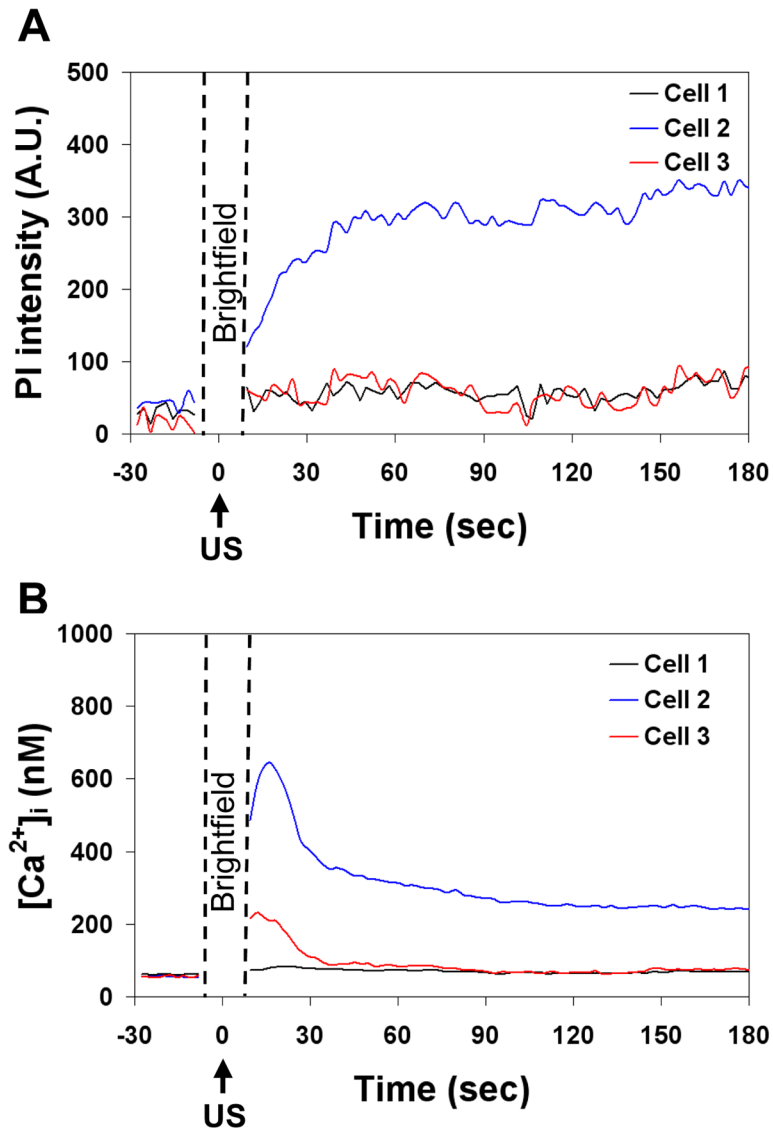 A
PI intensity (A.U.)
500
400
300
200
100
0
Cell 1
Cell 2
Cell 3
Brightfield
-30 0 30 60 90 120 150 180
US
Time (sec)
B
[Ca²⁺]i (nM)
1000
800
600
400
200
0
Cell 1
Cell 2
Cell 3
Brightfield
-30 0 30 60 90 120 150 180
US
Time (sec)